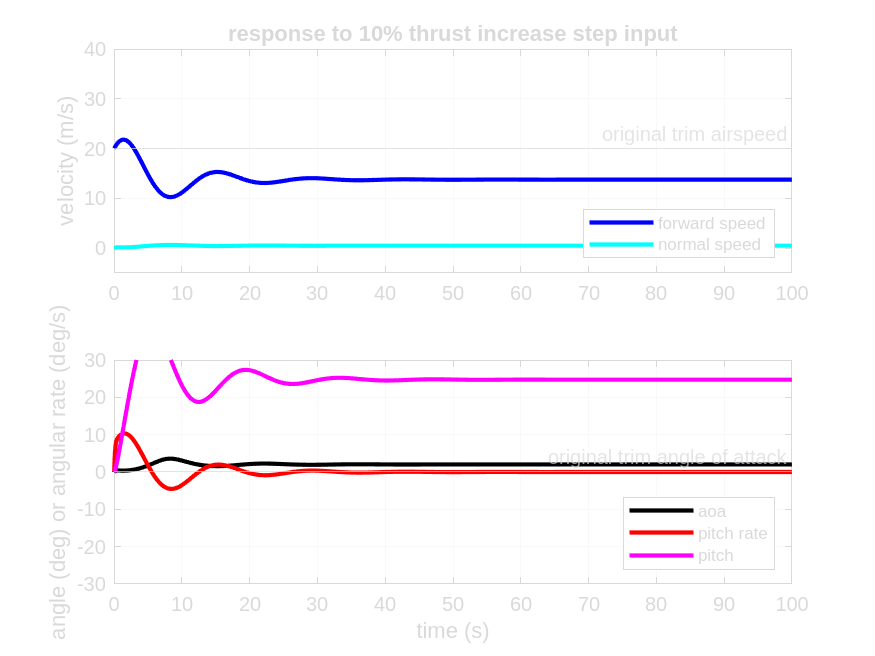 response to 10% thrust increase step input
velocity (m/s)
40
30
20
10
0
original trim airspeed
forward speed
normal speed
0 10 20 30 40 50 60 70 80 90 100
angle (deg) or angular rate (deg/s)
30
20
10
0
-10
-20
-30
original trim angle of attack
aoa
pitch rate
pitch
0 10 20 30 40 50 60 70 80 90 100
time (s)